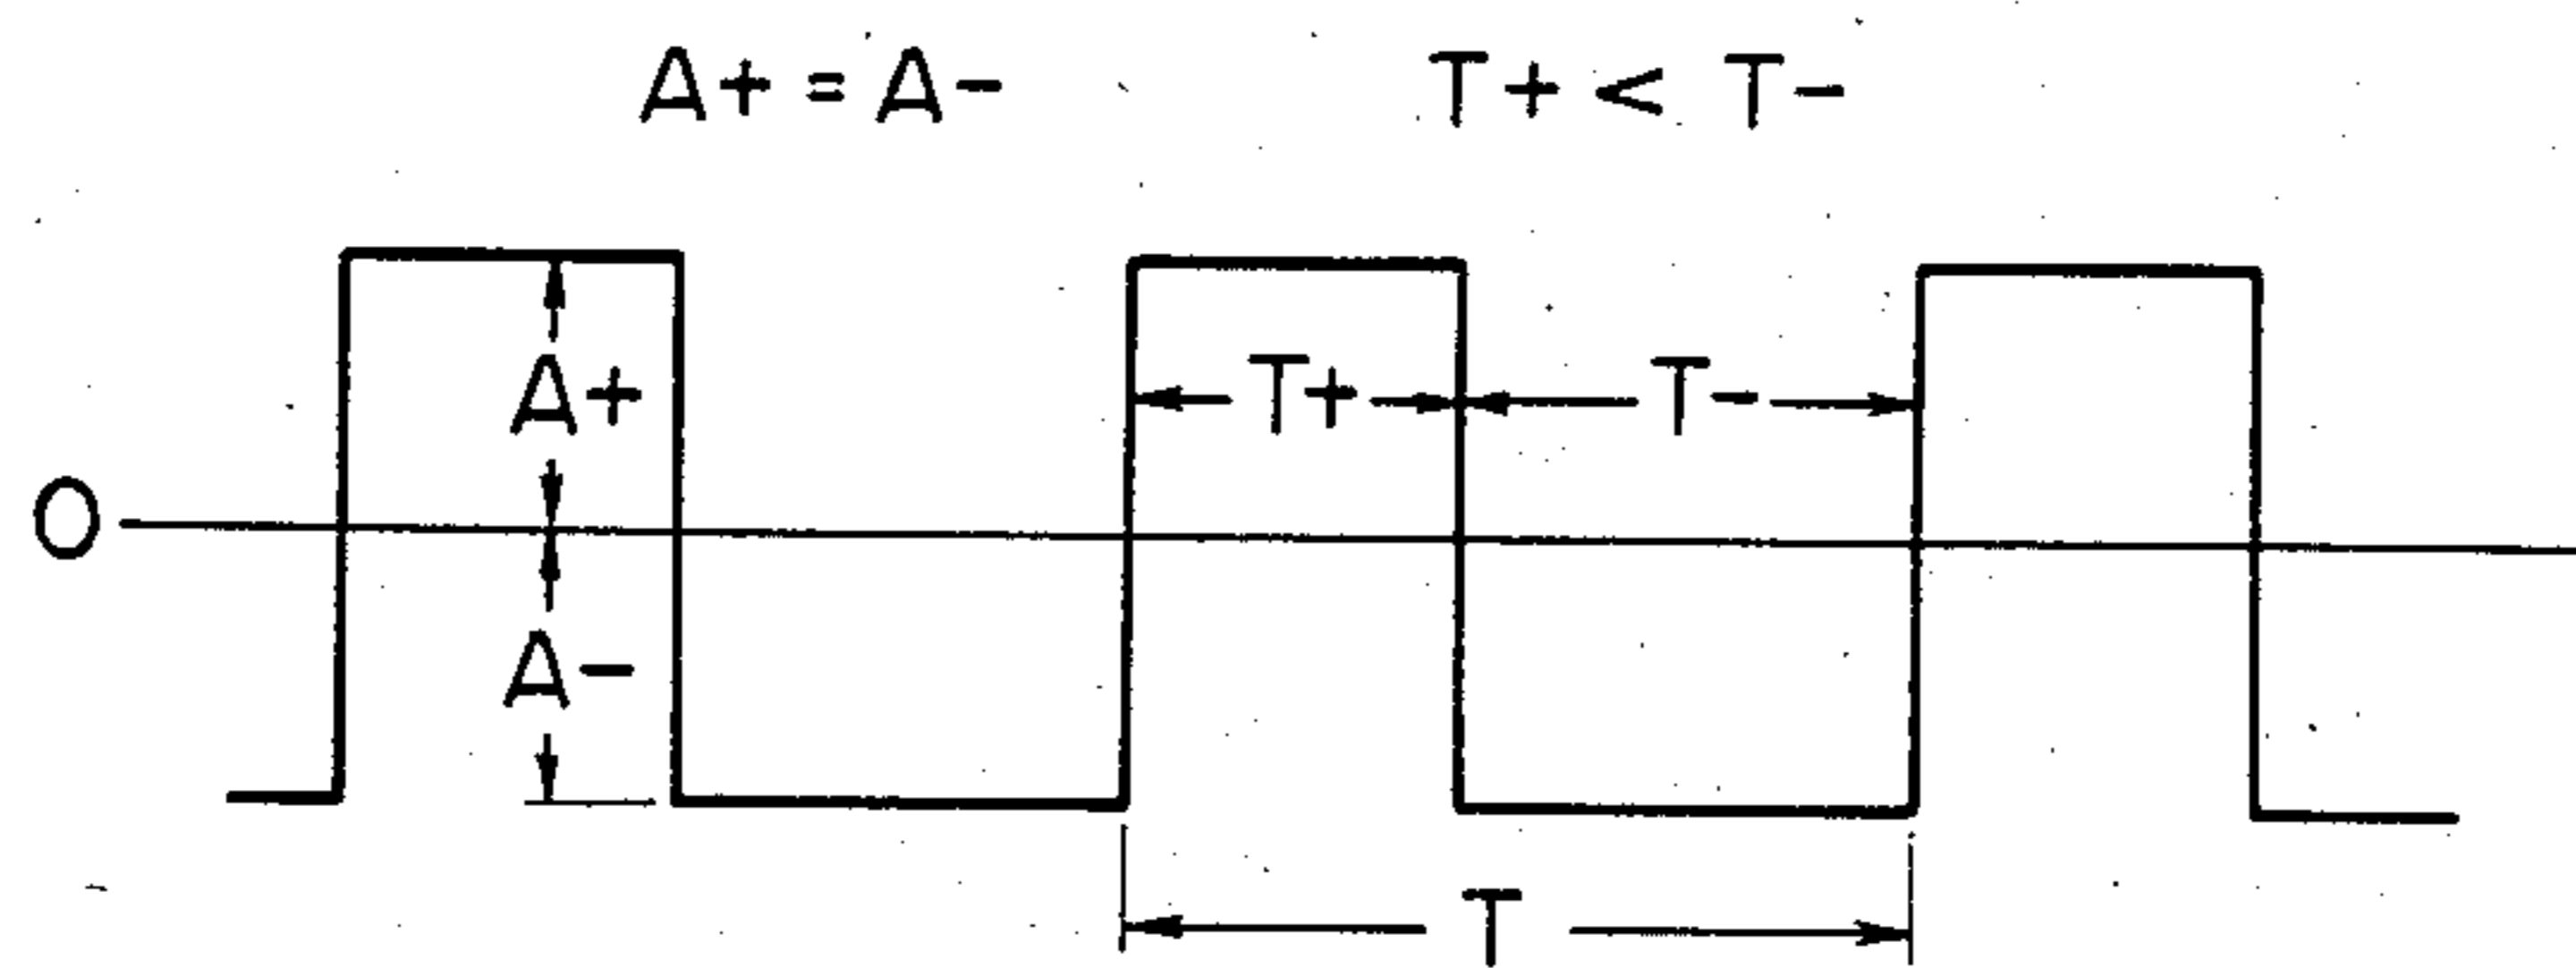 A+ = A-
T+ < T-
A+
T+
T-
O
A-
T